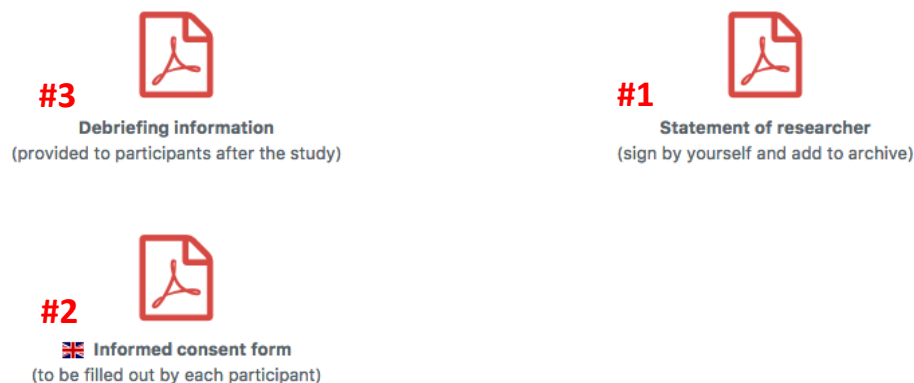 #3
Debriefing information
(provided to participants after the study)
#1
Statement of researcher
(sign by yourself and add to archive)
#2
Informed consent form
(to be filled out by each participant)